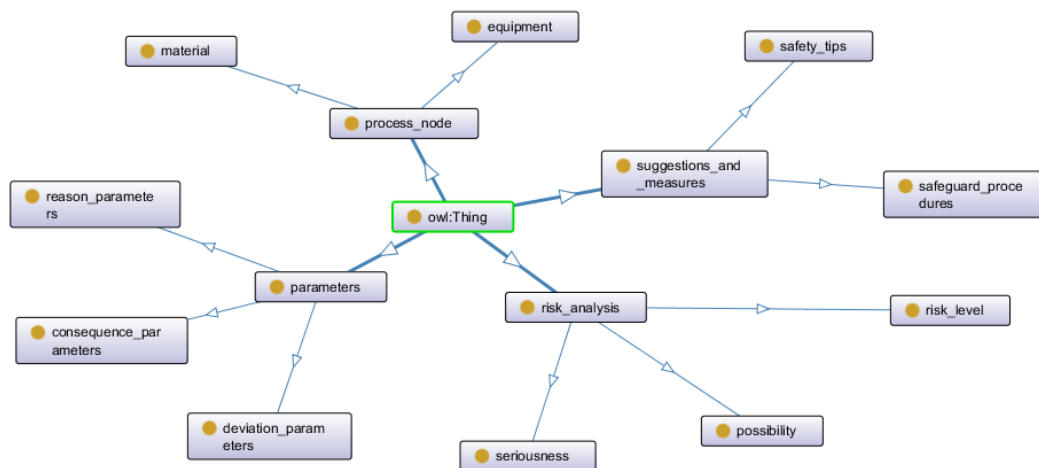 equipment
material
safety_tips
process_node
suggestions_and
_measures
safeguard_proce
dures
reason_paramete
rs
owl:Thing
parameters
risk_analysis
risk_level
consequence_par
ameters
deviation_param
eters
possibility
seriousness